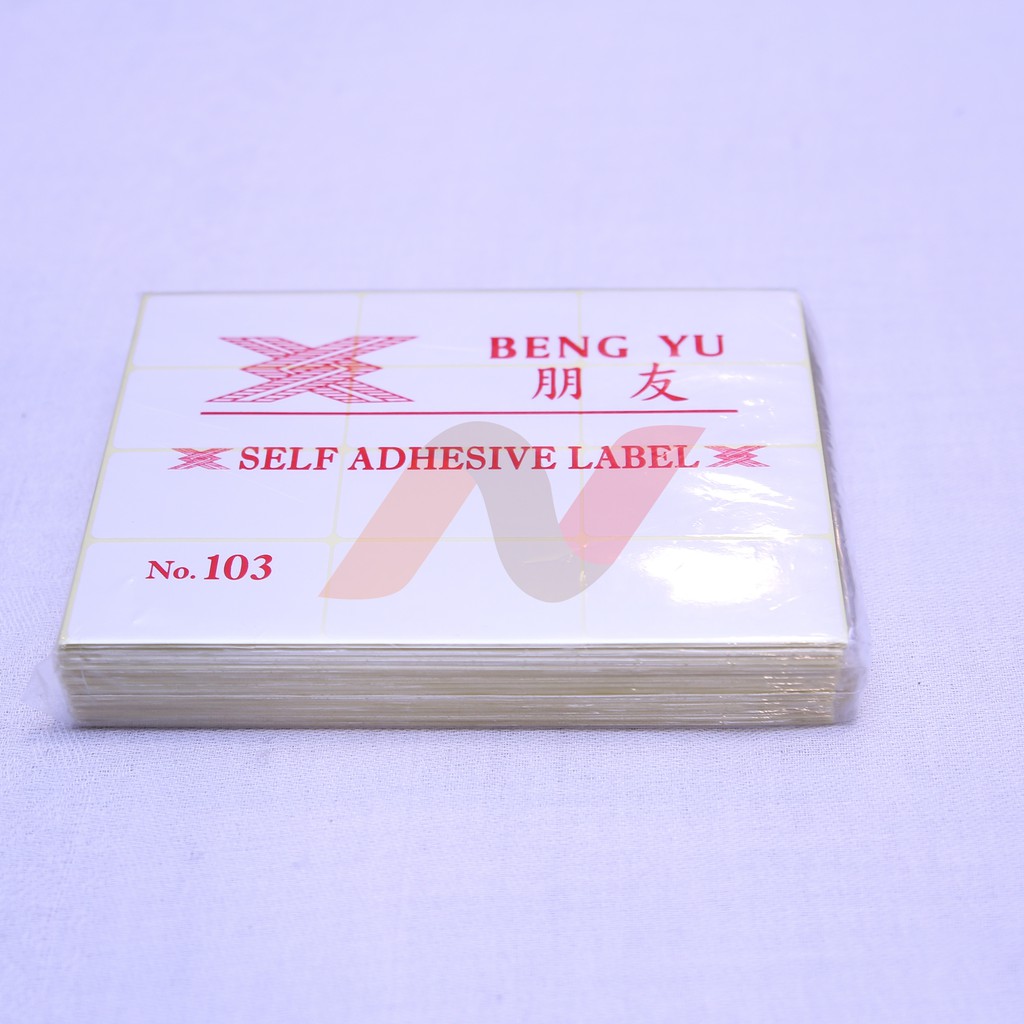 BENG YU
朋 友
SELF ADHESIVE LABEL
No. 103